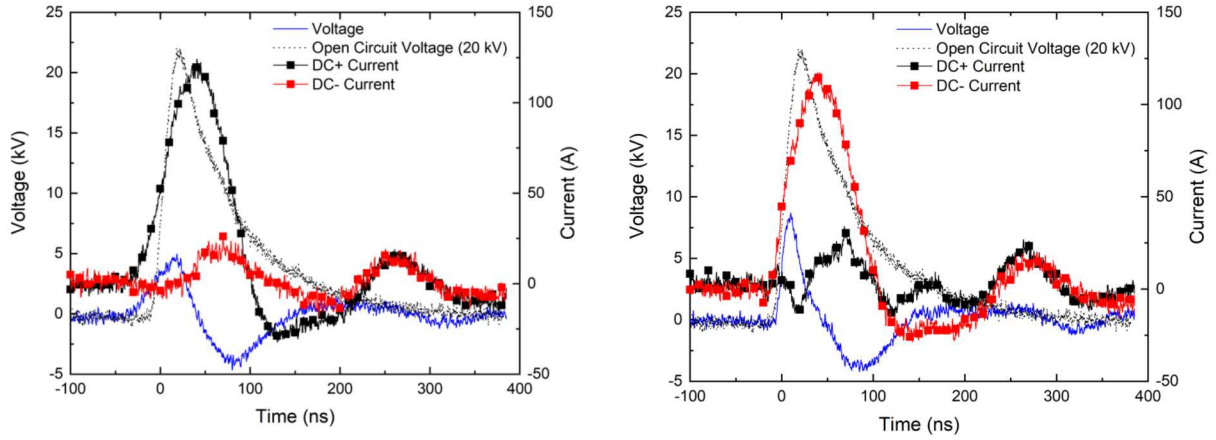 Voltage
Open Circuit Voltage (20 kV)
DC+ Current
DC- Current
Voltage (kV)
Current (A)
25
20
15
10
5
0
-5
150
100
50
0
-50
-100 0 100 200 300 400
Time (ns)
Voltage
Open Circuit Voltage (20 kV)
DC+ Current
DC- Current
Voltage (kV)
Current (A)
25
20
15
10
5
0
-5
150
100
50
0
-50
-100 0 100 200 300 400
Time (ns)